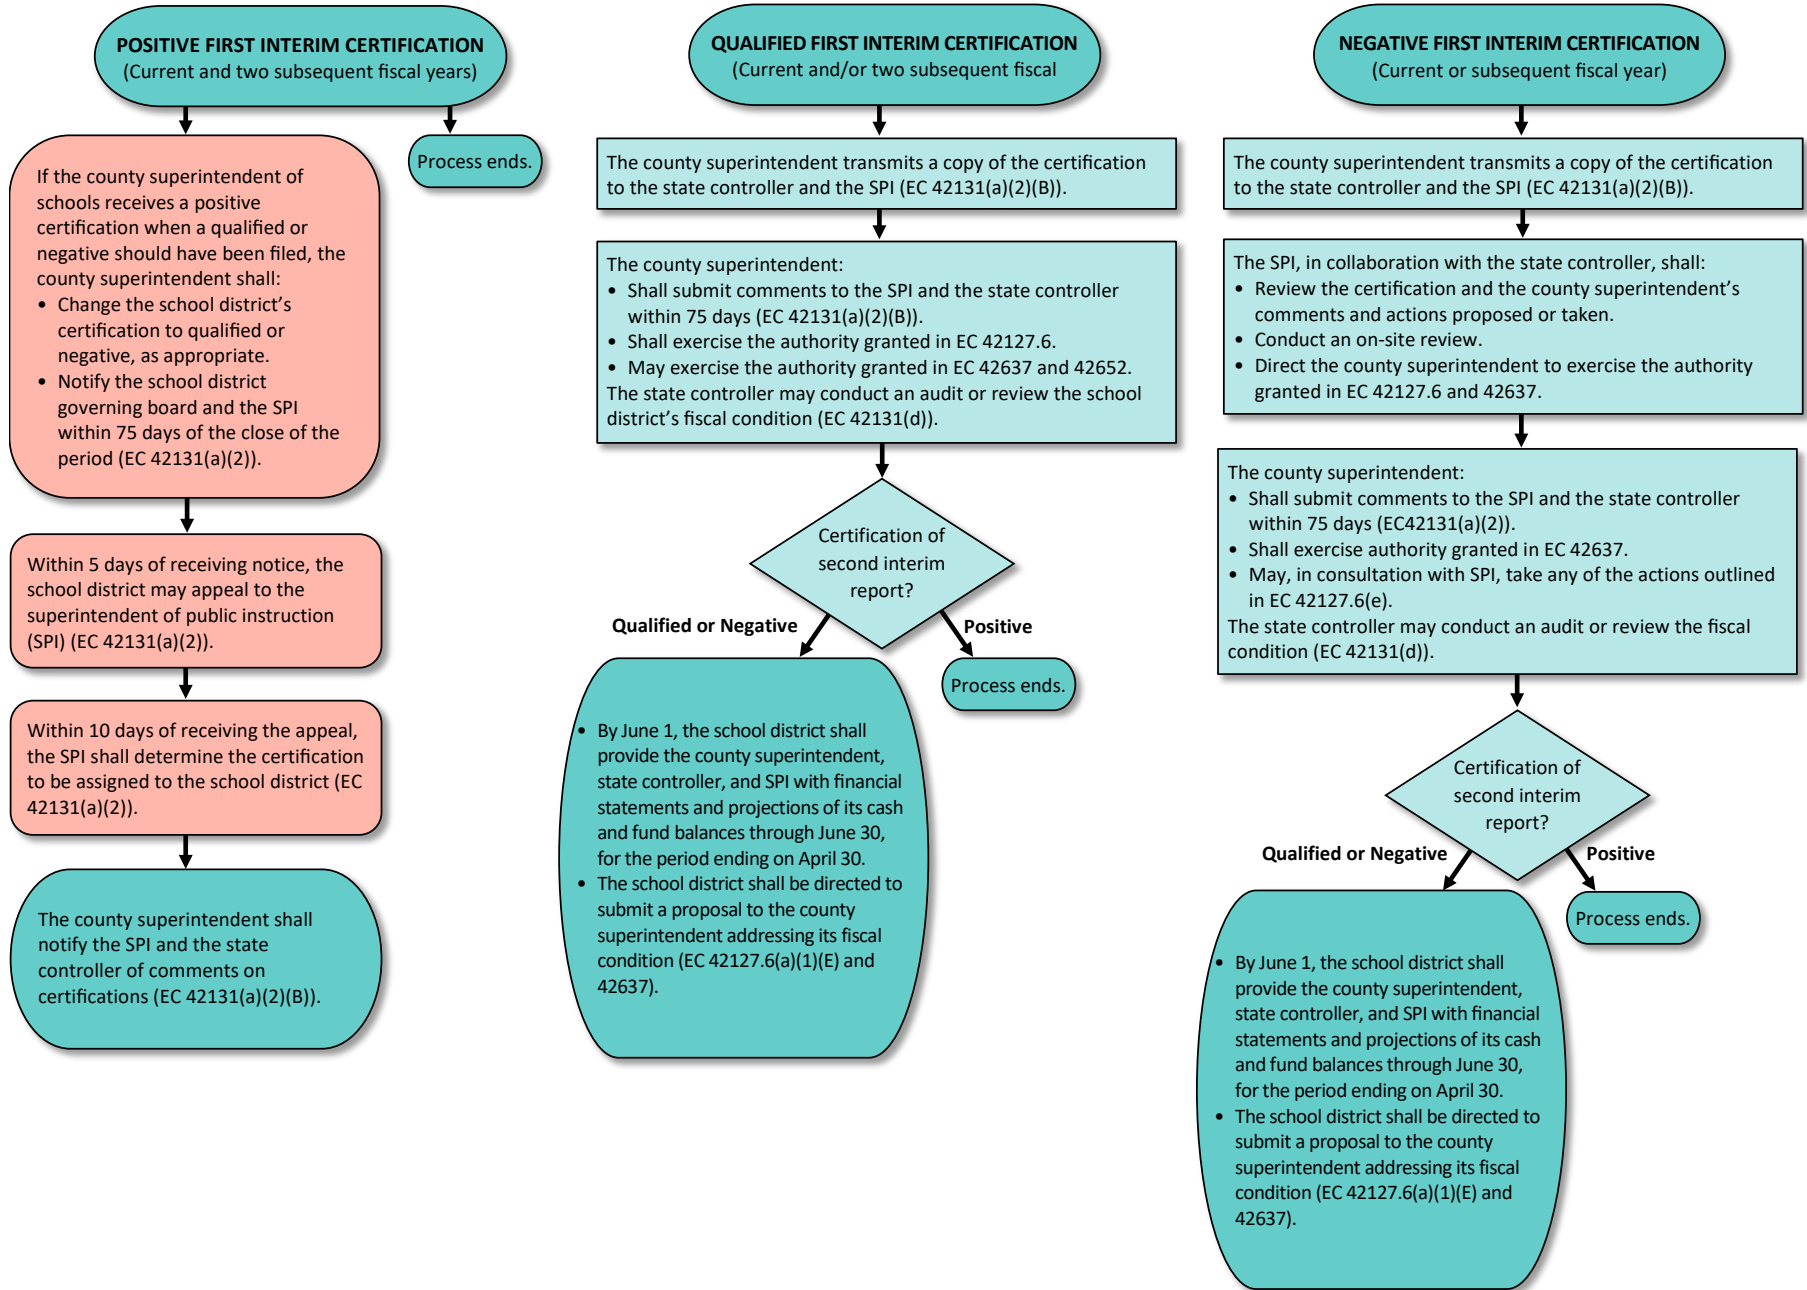 POSITIVE FIRST INTERIM CERTIFICATION
(Current and two subsequent fiscal years)
Process ends.
If the county superintendent of
schools receives a positive
certification when a qualified or
negative should have been filed, the
county superintendent shall:
• Change the school district’s
certification to qualified or
negative, as appropriate.
• Notify the school district
governing board and the SPI
within 75 days of the close of the
period (EC 42131(a)(2)).
Within 5 days of receiving notice, the
school district may appeal to the
superintendent of public instruction
(SPI) (EC 42131(a)(2)).
Within 10 days of receiving the appeal,
the SPI shall determine the certification
to be assigned to the school district (EC
42131(a)(2)).
The county superintendent shall
notify the SPI and the state
controller of comments on
certifications (EC 42131(a)(2)(B)).
QUALIFIED FIRST INTERIM CERTIFICATION
(Current and/or two subsequent fiscal
The county superintendent transmits a copy of the certification
to the state controller and the SPI (EC 42131(a)(2)(B)).
The county superintendent:
• Shall submit comments to the SPI and the state controller
within 75 days (EC 42131(a)(2)(B)).
• Shall exercise the authority granted in EC 42127.6.
• May exercise the authority granted in EC 42637 and 42652.
The state controller may conduct an audit or review the school
district’s fiscal condition (EC 42131(d)).
Certification of
second interim
report?
Qualified or Negative
Positive
Process ends.
• By June 1, the school district shall
provide the county superintendent,
state controller, and SPI with financial
statements and projections of its cash
and fund balances through June 30,
for the period ending on April 30.
• The school district shall be directed to
submit a proposal to the county
superintendent addressing its fiscal
condition (EC 42127.6(a)(1)(E) and
42637).
NEGATIVE FIRST INTERIM CERTIFICATION
(Current or subsequent fiscal year)
The county superintendent transmits a copy of the certification
to the state controller and the SPI (EC 42131(a)(2)(B)).
The SPI, in collaboration with the state controller, shall:
• Review the certification and the county superintendent’s
comments and actions proposed or taken.
• Conduct an on-site review.
• Direct the county superintendent to exercise the authority
granted in EC 42127.6 and 42637.
The county superintendent:
• Shall submit comments to the SPI and the state controller
within 75 days (EC42131(a)(2)).
• Shall exercise authority granted in EC 42637.
• May, in consultation with SPI, take any of the actions outlined
in EC 42127.6(e).
The state controller may conduct an audit or review the fiscal
condition (EC 42131(d)).
Certification of
second interim
report?
Qualified or Negative
Positive
Process ends.
• By June 1, the school district shall
provide the county superintendent,
state controller, and SPI with financial
statements and projections of its cash
and fund balances through June 30,
for the period ending on April 30.
• The school district shall be directed to
submit a proposal to the county
superintendent addressing its fiscal
condition (EC 42127.6(a)(1)(E) and
42637).